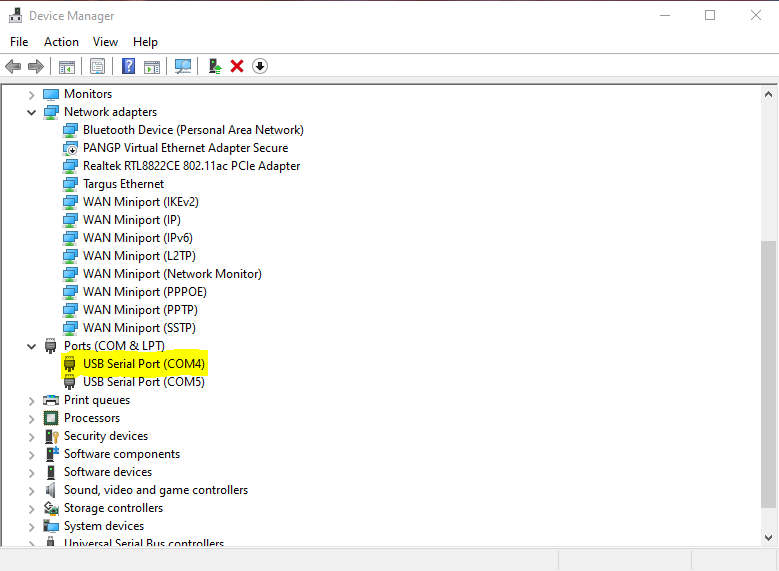 Device Manager
File Action View Help
Monitors
Network adapters
Bluetooth Device (Personal Area Network)
PANGP Virtual Ethernet Adapter Secure
Realtek RTL8822CE 802.11ac PCIe Adapter
Targus Ethernet
WAN Miniport (IKEv2)
WAN Miniport (IP)
WAN Miniport (IPv6)
WAN Miniport (L2TP)
WAN Miniport (Network Monitor)
WAN Miniport (PPPOE)
WAN Miniport (PPTP)
WAN Miniport (SSTP)
Ports (COM & LPT)
USB Serial Port (COM4)
USB Serial Port (COM5)
Print queues
Processors
Security devices
Software components
Software devices
Sound, video and game controllers
Storage controllers
System devices
Universal Serial Bus controllers